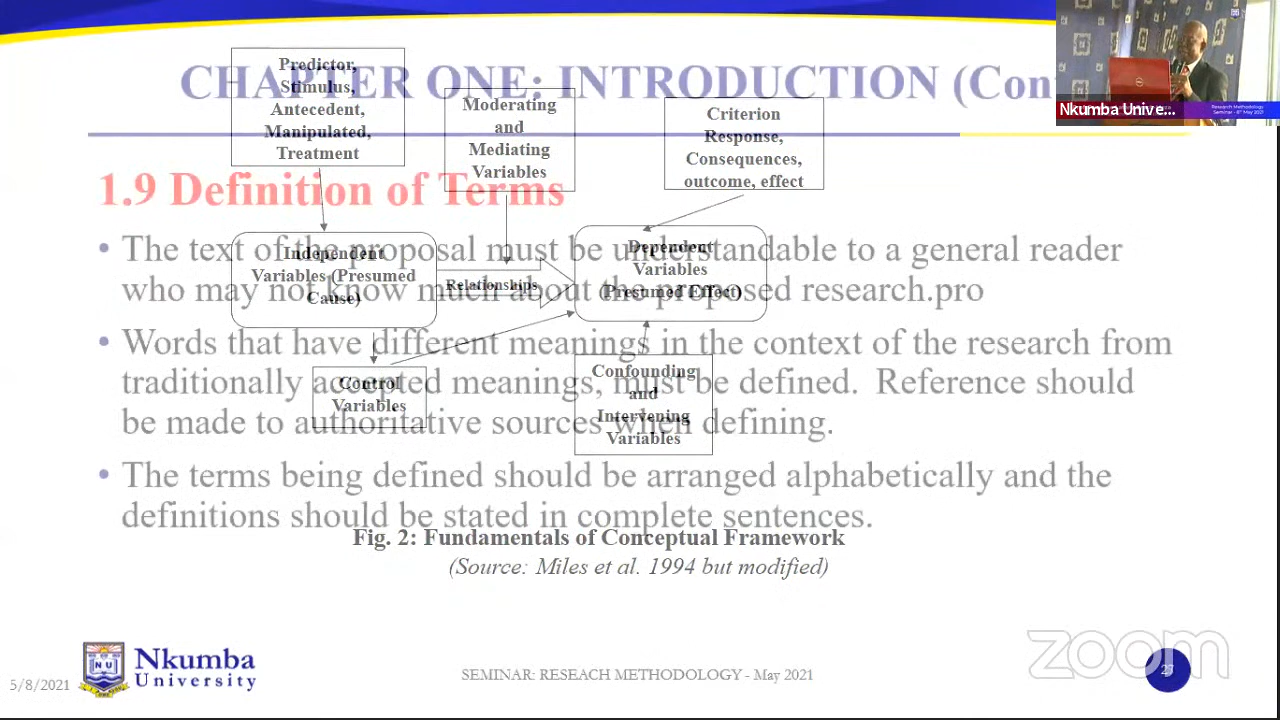 CHAPTER ONE: INTRODUCTION (Con
1.9 Definition of Terms
• The text of the proposal must be understandable to a general reader
who may not know much about the proposed research.pro
• Words that have different meanings in the context of the research from
traditionally accepted meanings, must be defined. Reference should
be made to authoritative sources when defining.
• The terms being defined should be arranged alphabetically and the
definitions should be stated in complete sentences.
Predictor,
Stimulus,
Antecedent,
Manipulated,
Treatment
Moderating
and
Mediating
Variables
Criterion
Response,
Consequences,
outcome, effect
Independent
Variables (Presumed
Cause)
Relationships
Dependent
Variables
(Presumed Effect)
Control
Variables
Confounding
and
Intervening
Variables
Fig. 2: Fundamentals of Conceptual Framework
(Source: Miles et al. 1994 but modified)
Nkumba Unive...
Research Methodology
Seminar - 8th May 2021
5/8/2021
NU
Nkumba
University
SEMINAR: RESEACH METHODOLOGY - May 2021
zoom